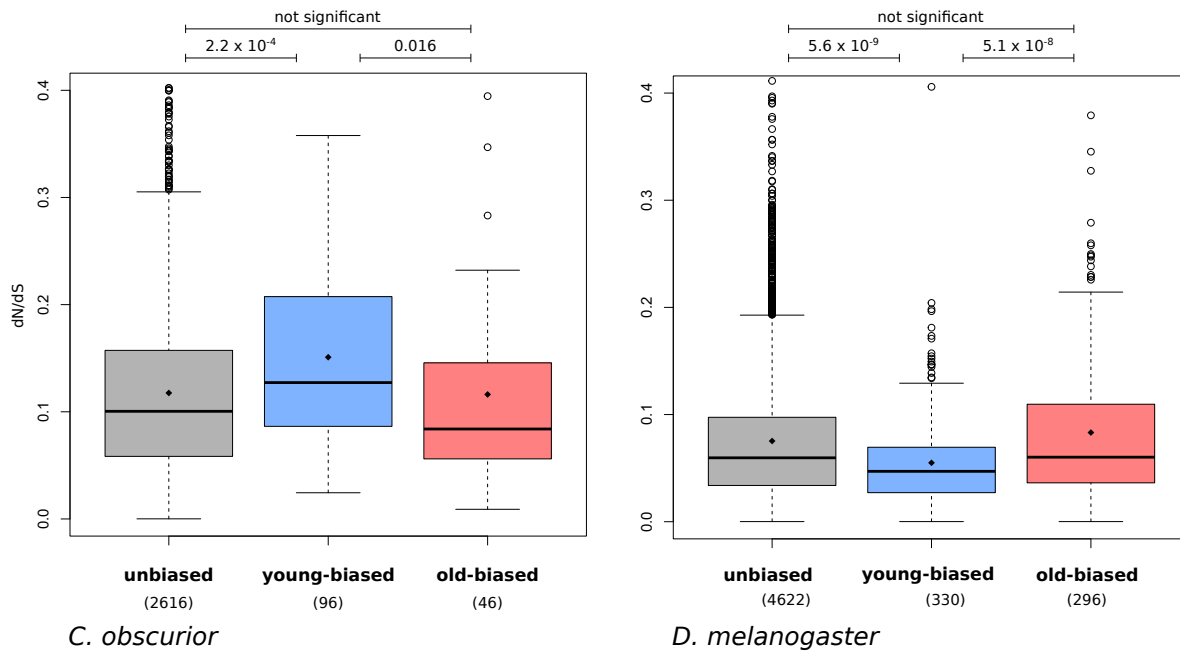 not significant
2.2 x 10-4
0.016
dN/dS
0.4
0.3
0.2
0.1
0.0
unbiased
young-biased
old-biased
(2616)
(96)
(46)
C. obscurior
not significant
5.6 x 10-9
5.1 x 10-8
0.4
0.3
0.2
0.1
0.0
unbiased
young-biased
old-biased
(4622)
(330)
(296)
D. melanogaster